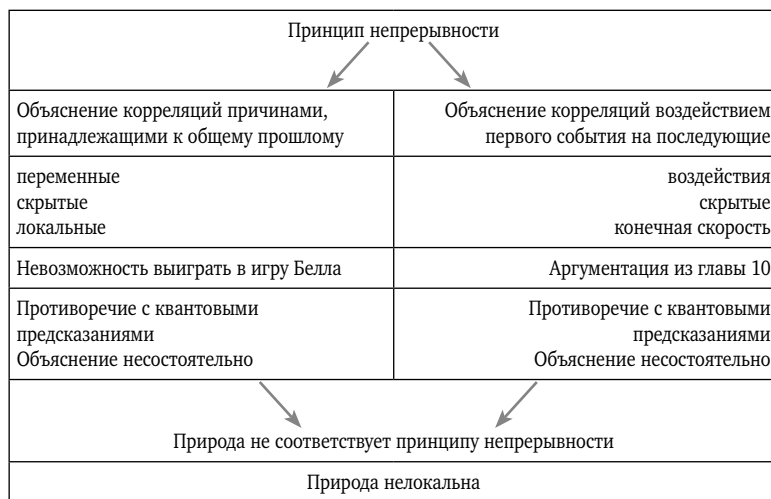 Принцип непрерывности
Объяснение корреляций причинами,
принадлежащими к общему прошлому
Объяснение корреляций воздействием
первого события на последующие
переменные
скрытые
локальные
воздействия
скрытые
конечная скорость
Невозможность выиграть в игру Белла
Аргументация из главы 10
Противоречие с квантовыми
предсказаниями
Объяснение несостоятельно
Противоречие с квантовыми
предсказаниями
Объяснение несостоятельно
Природа не соответствует принципу непрерывности
Природа нелокальна